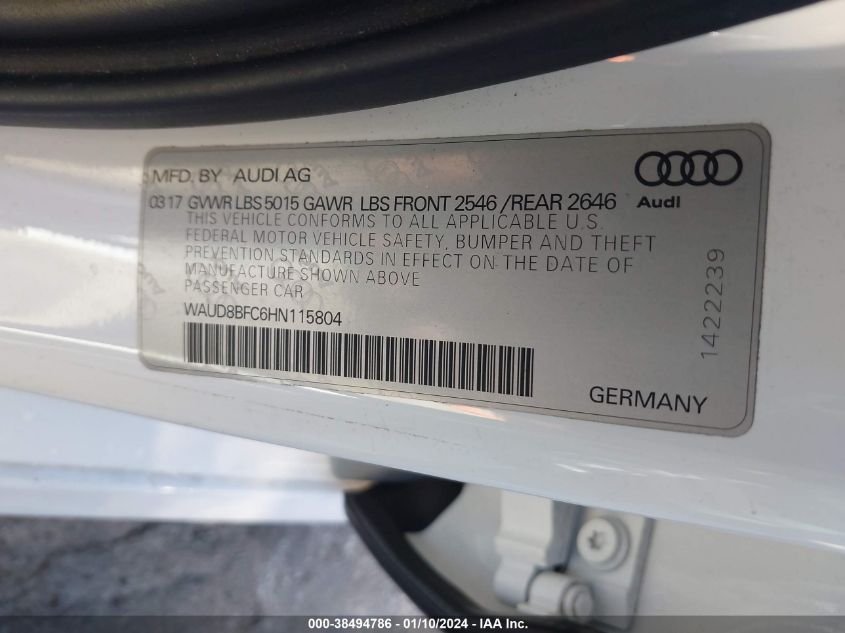 MFD. BY AUDI AG
03 17 GVWR LBS 5015 GAWR LBS FRONT 2546 / REAR 2646
Audi
THIS VEHICLE CONFORMS TO ALL APPLICABLE U.S.
FEDERAL MOTOR VEHICLE SAFETY, BUMPER AND THEFT
PREVENTION STANDARDS IN EFFECT ON THE DATE OF
MANUFACTURE SHOWN ABOVE
PASSENGER CAR
WAUD8BFC6HN115804
1422239
GERMANY
000-38494786 - 01/10/2024 - IAA Inc.